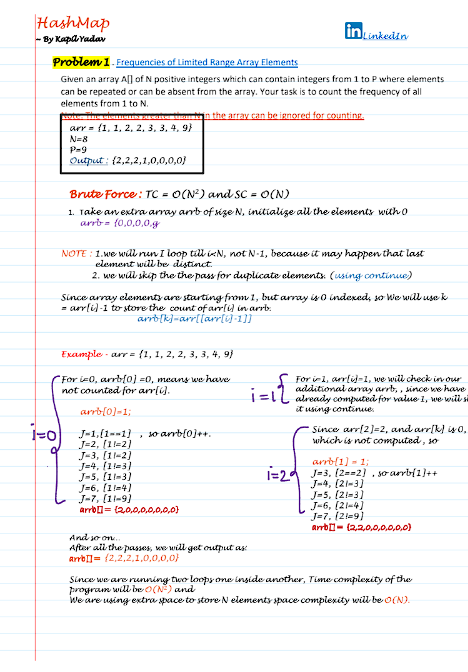 HashMap
~ By Kapil Yadav
in LinkedIn
Problem 1 . Frequencies of Limited Range Array Elements
Given an array A[] of N positive integers which can contain integers from 1 to P where elements
can be repeated or can be absent from the array. Your task is to count the frequency of all
elements from 1 to N.
Note: The elements greater than N in the array can be ignored for counting.
arr = {1, 1, 2, 2, 3, 3, 4, 9}
N=8
P=9
Output : {2,2,2,1,0,0,0,0}
Brute Force : TC = O(N²) and SC = O(N)
1. Take an extra array arrb of size N, initialize all the elements with 0
arrb = {0,0,0,0,
NOTE : 1.we will run I loop till i<N, not N-1, because it may happen that last
element will be distinct.
2. we will skip the the pass for duplicate elements. (using continue)
Since array elements are starting from 1, but array is 0 indexed, so We will use k
= arr[i]-1 to store the count of arr[i] in arrb.
arrb[k]=arr[[arr[i]-1]]
Example - arr = {1, 1, 2, 2, 3, 3, 4, 9}
i=0
For i=0, arrb[0] =0, means we have
not counted for arr[i].
arrb[0]=1;
J=1,[1==1] , so arrb[0]++.
J=2, [1!=2]
J=3, [1!=2]
J=4, [1!=3]
J=5, [1!=3]
J=6, [1!=4]
J=7, [1!=9]
arrb[]= {2,0,0,0,0,0,0,0}
i=1
For i=1, arr[i]=1, we will check in our
additional array arrb, , since we have
already computed for value 1, we will
it using continue.
i=2
Since arr[2]=2, and arr[k] is 0,
which is not computed , so
arrb[1] = 1;
J=3, [2==2] , so arrb[1]++
J=4, [2!=3]
J=5, [2!=3]
J=6, [2!=4]
J=7, [2!=9]
arrb[]= {2,2,0,0,0,0,0,0}
And so on...
After all the passes, we will get output as:
arrb[]= {2,2,2,1,0,0,0,0}
Since we are running two loops one inside another, Time complexity of the
program will be O(N²) and
We are using extra space to store N elements space complexity will be O(N).